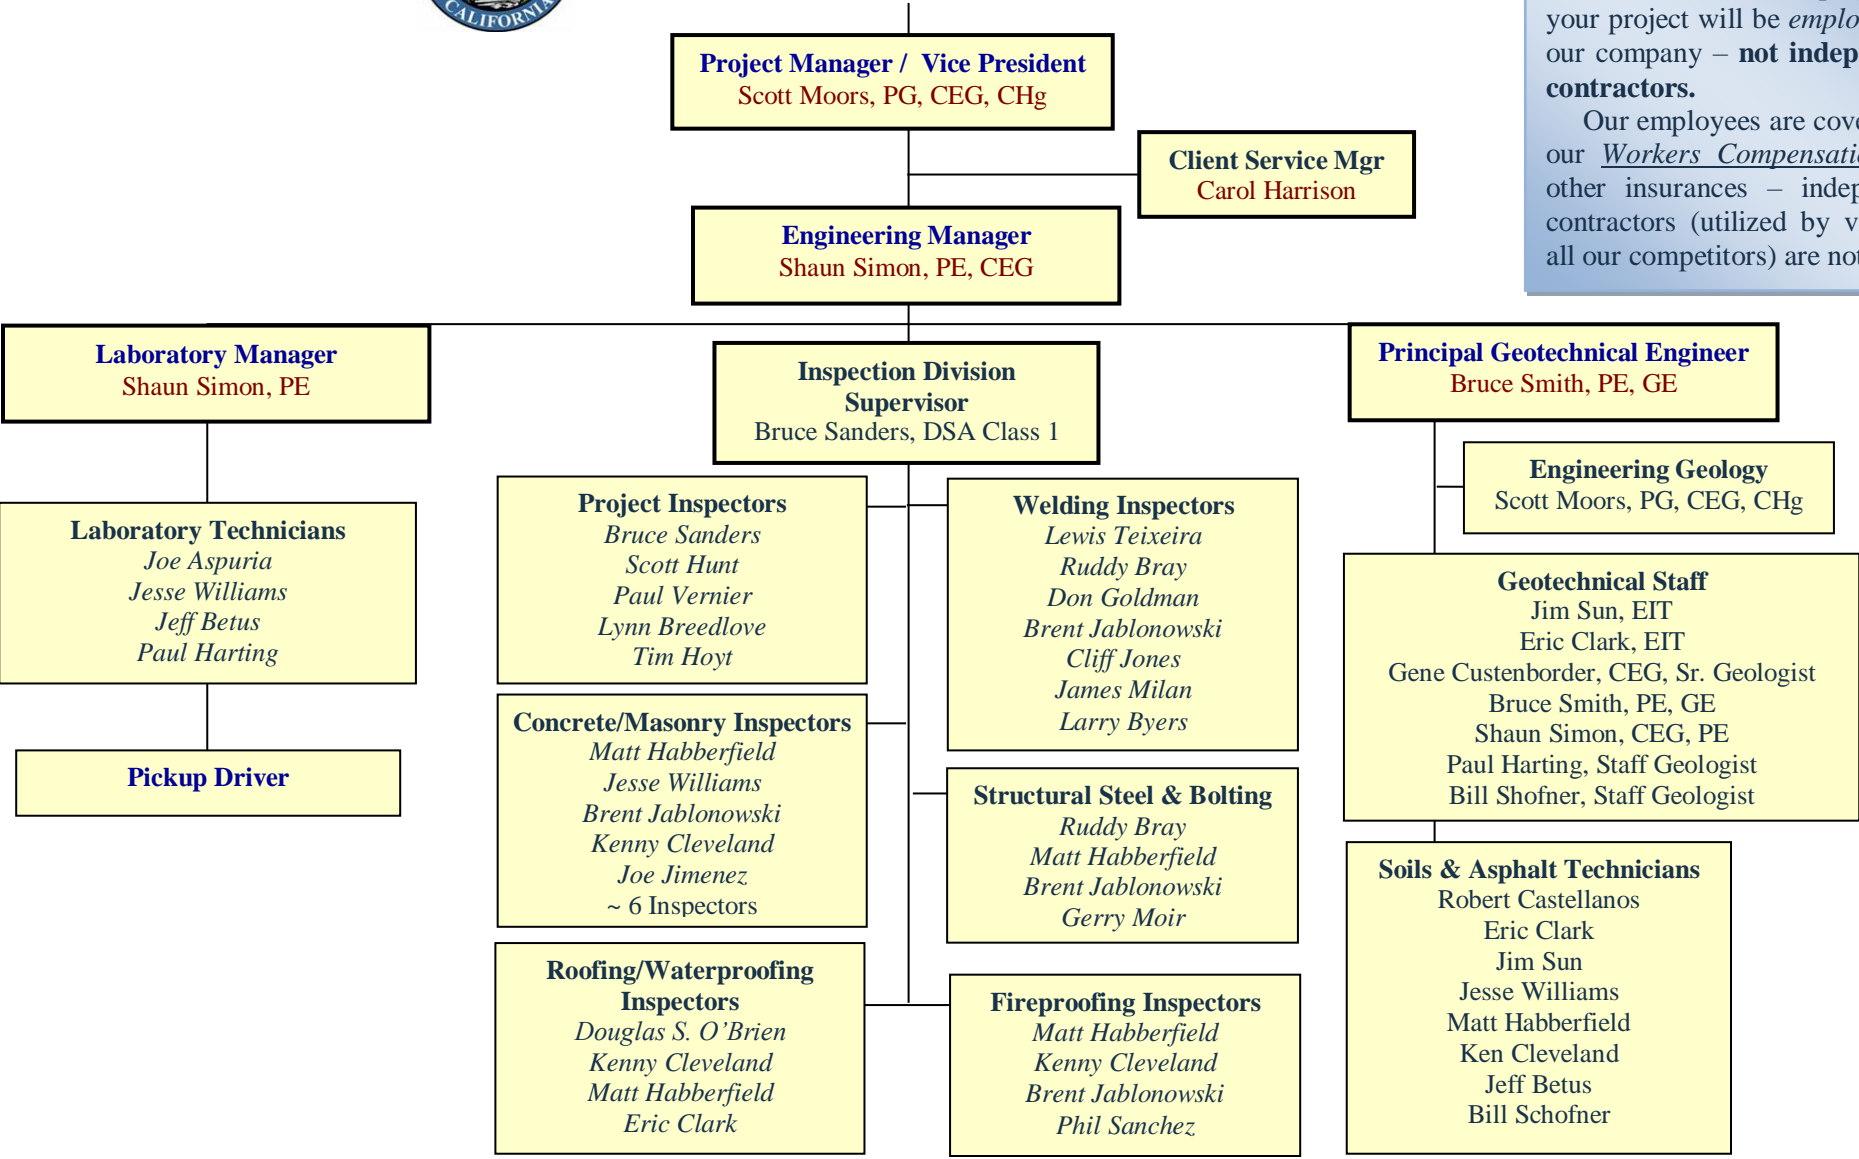 CALIFORNIA
your project will be
our company – not
contractors.
Our employees are
our Workers
other insurances –
contractors (utilized by
all our competitors) are
Project Manager / Vice President
Scott Moors, PG, CEG, CHg
Client Service Mgr
Carol Harrison
Engineering Manager
Shaun Simon, PE, CEG
Laboratory Manager
Shaun Simon, PE
Inspection Division
Supervisor
Bruce Sanders, DSA Class 1
Principal Geotechnical Engineer
Bruce Smith, PE, GE
Laboratory Technicians
Joe Aspuria
Jesse Williams
Jeff Betus
Paul Harting
Pickup Driver
Project Inspectors
Bruce Sanders
Scott Hunt
Paul Vernier
Lynn Breedlove
Tim Hoyt
Concrete/Masonry Inspectors
Matt Habberfield
Jesse Williams
Brent Jablonowski
Kenny Cleveland
Joe Jimenez
~ 6 Inspectors
Roofing/Waterproofing
Inspectors
Douglas S. O’Brien
Kenny Cleveland
Matt Habberfield
Eric Clark
Welding Inspectors
Lewis Teixeira
Ruddy Bray
Don Goldman
Brent Jablonowski
Cliff Jones
James Milan
Larry Byers
Structural Steel & Bolting
Ruddy Bray
Matt Habberfield
Brent Jablonowski
Gerry Moir
Fireproofing Inspectors
Matt Habberfield
Kenny Cleveland
Brent Jablonowski
Phil Sanchez
Engineering Geology
Scott Moors, PG, CEG, CHg
Geotechnical Staff
Jim Sun, EIT
Eric Clark, EIT
Gene Custenborder, CEG, Sr. Geologist
Bruce Smith, PE, GE
Shaun Simon, CEG, PE
Paul Harting, Staff Geologist
Bill Shofner, Staff Geologist
Soils & Asphalt Technicians
Robert Castellanos
Eric Clark
Jim Sun
Jesse Williams
Matt Habberfield
Ken Cleveland
Jeff Betus
Bill Schofner